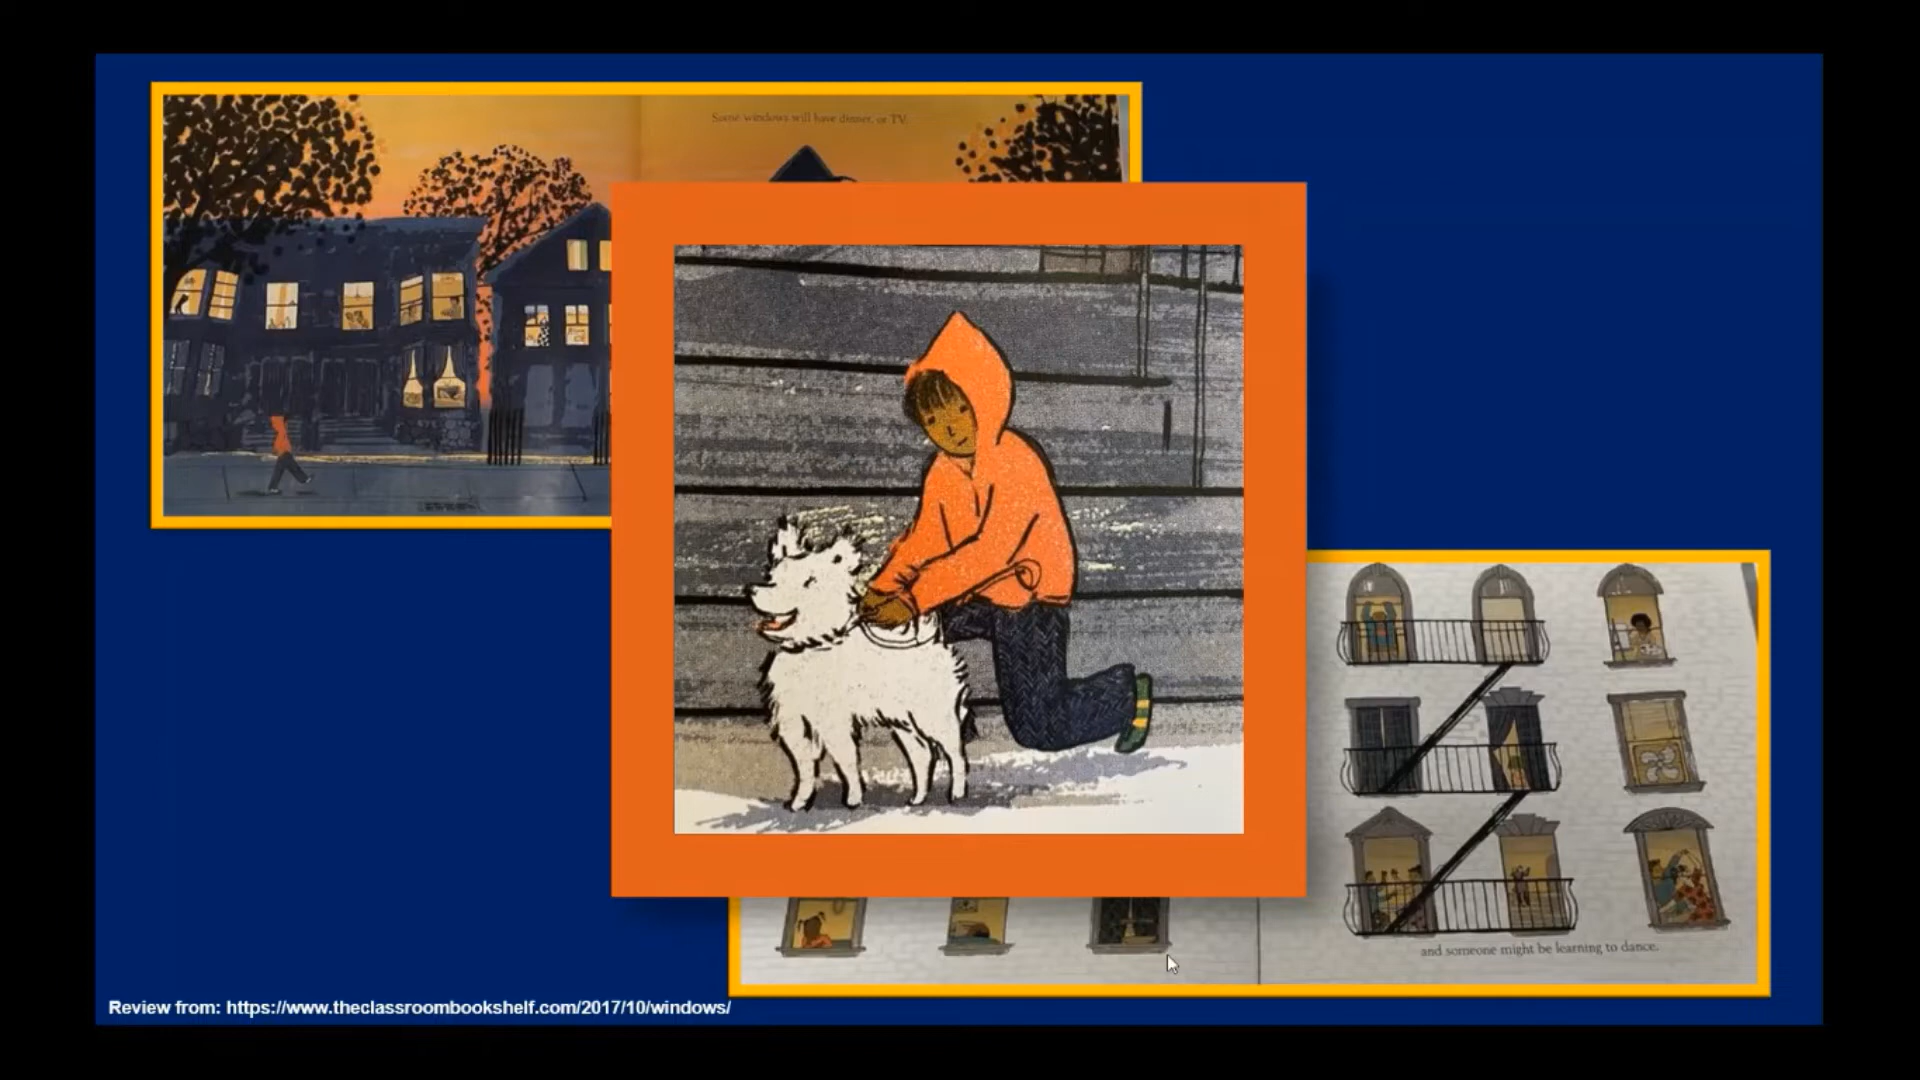 Some windows will have dinner, or TV.
and someone might be learning to dance.
Review from: https://www.theclassroombookshelf.com/2017/10/windows/